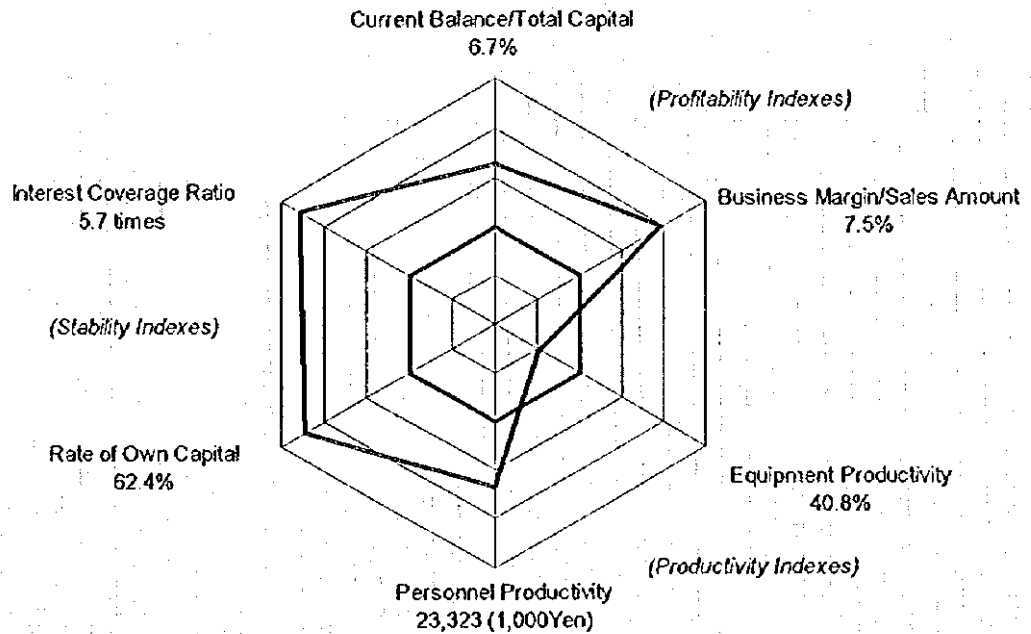 Current Balance/Total Capital
6.7%
(Profitability Indexes)
Interest Coverage Ratio
5.7 times
Business Margin/Sales Amount
7.5%
(Stability Indexes)
Rate of Own Capital
62.4%
Equipment Productivity
40.8%
(Productivity Indexes)
Personnel Productivity
23,323 (1,000Yen)